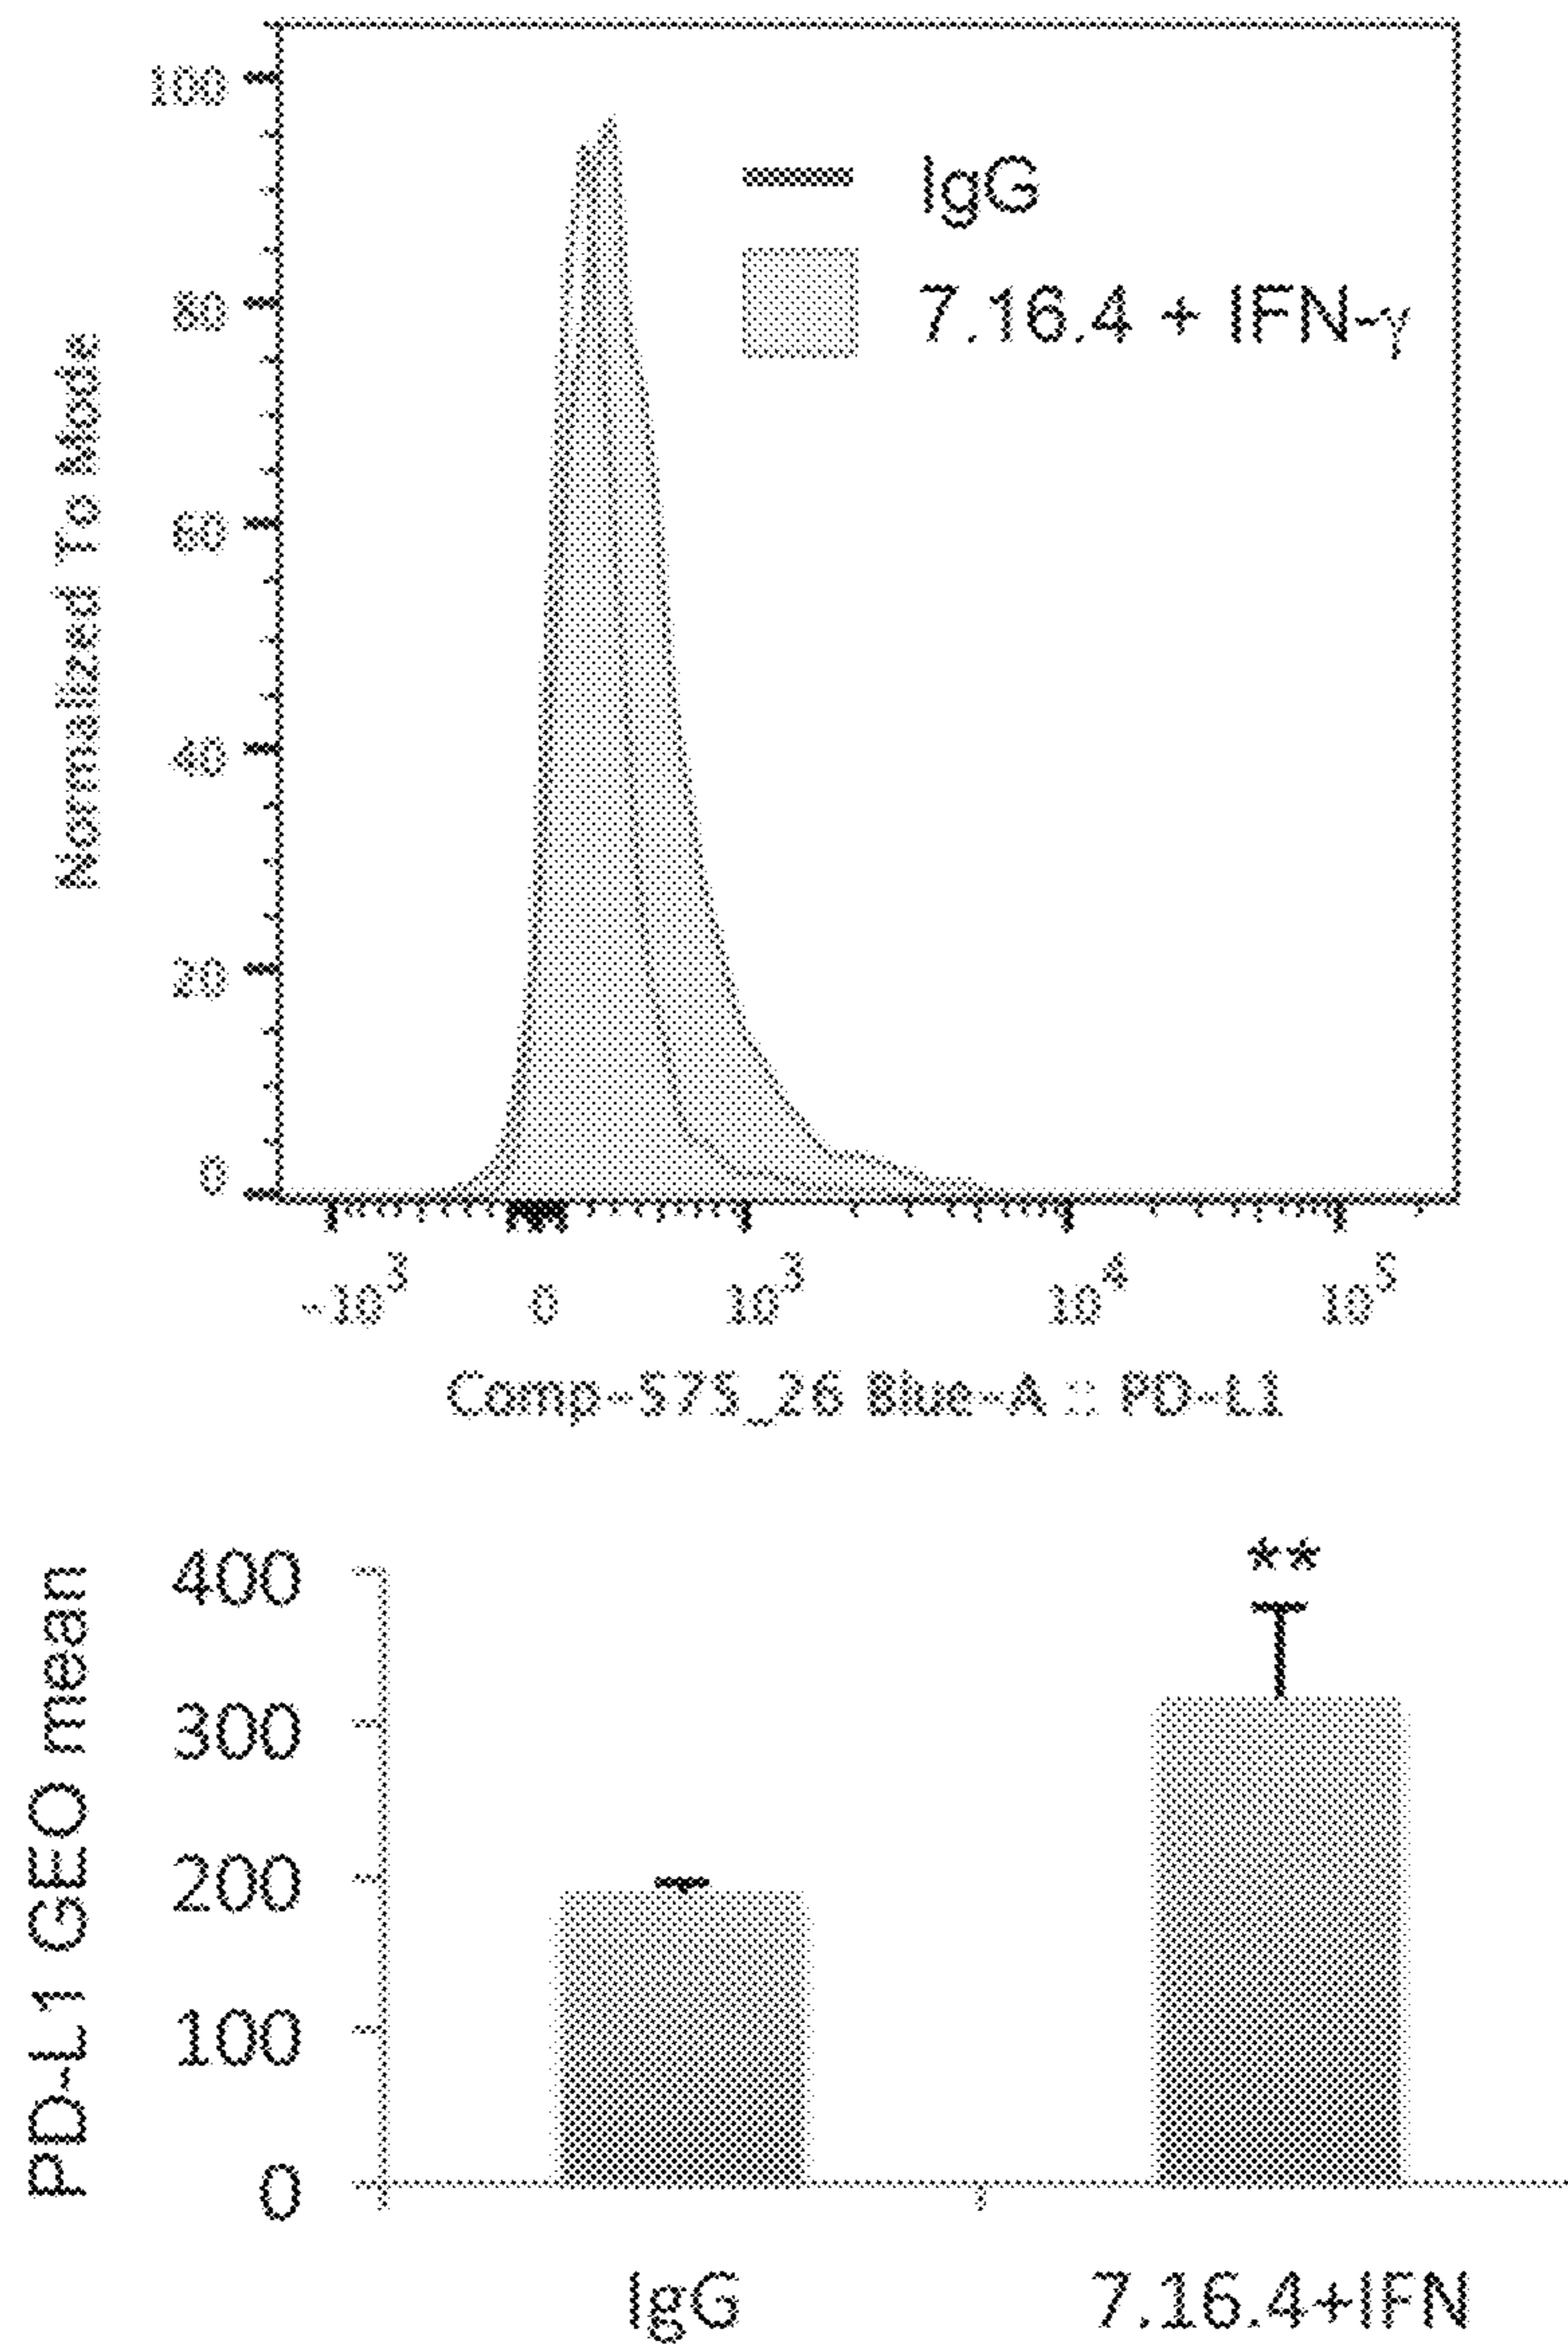 100
80
60
40
20
0
Normalized To Mode
IgG
7.16.4 + IFN-γ
-10³ 0 10³ 10⁴ 10⁵
Comp-575_26 Blue-A :: PD-L1
PD-L1 GEO mean
400
300
200
100
0
**
IgG 7.16.4+IFN